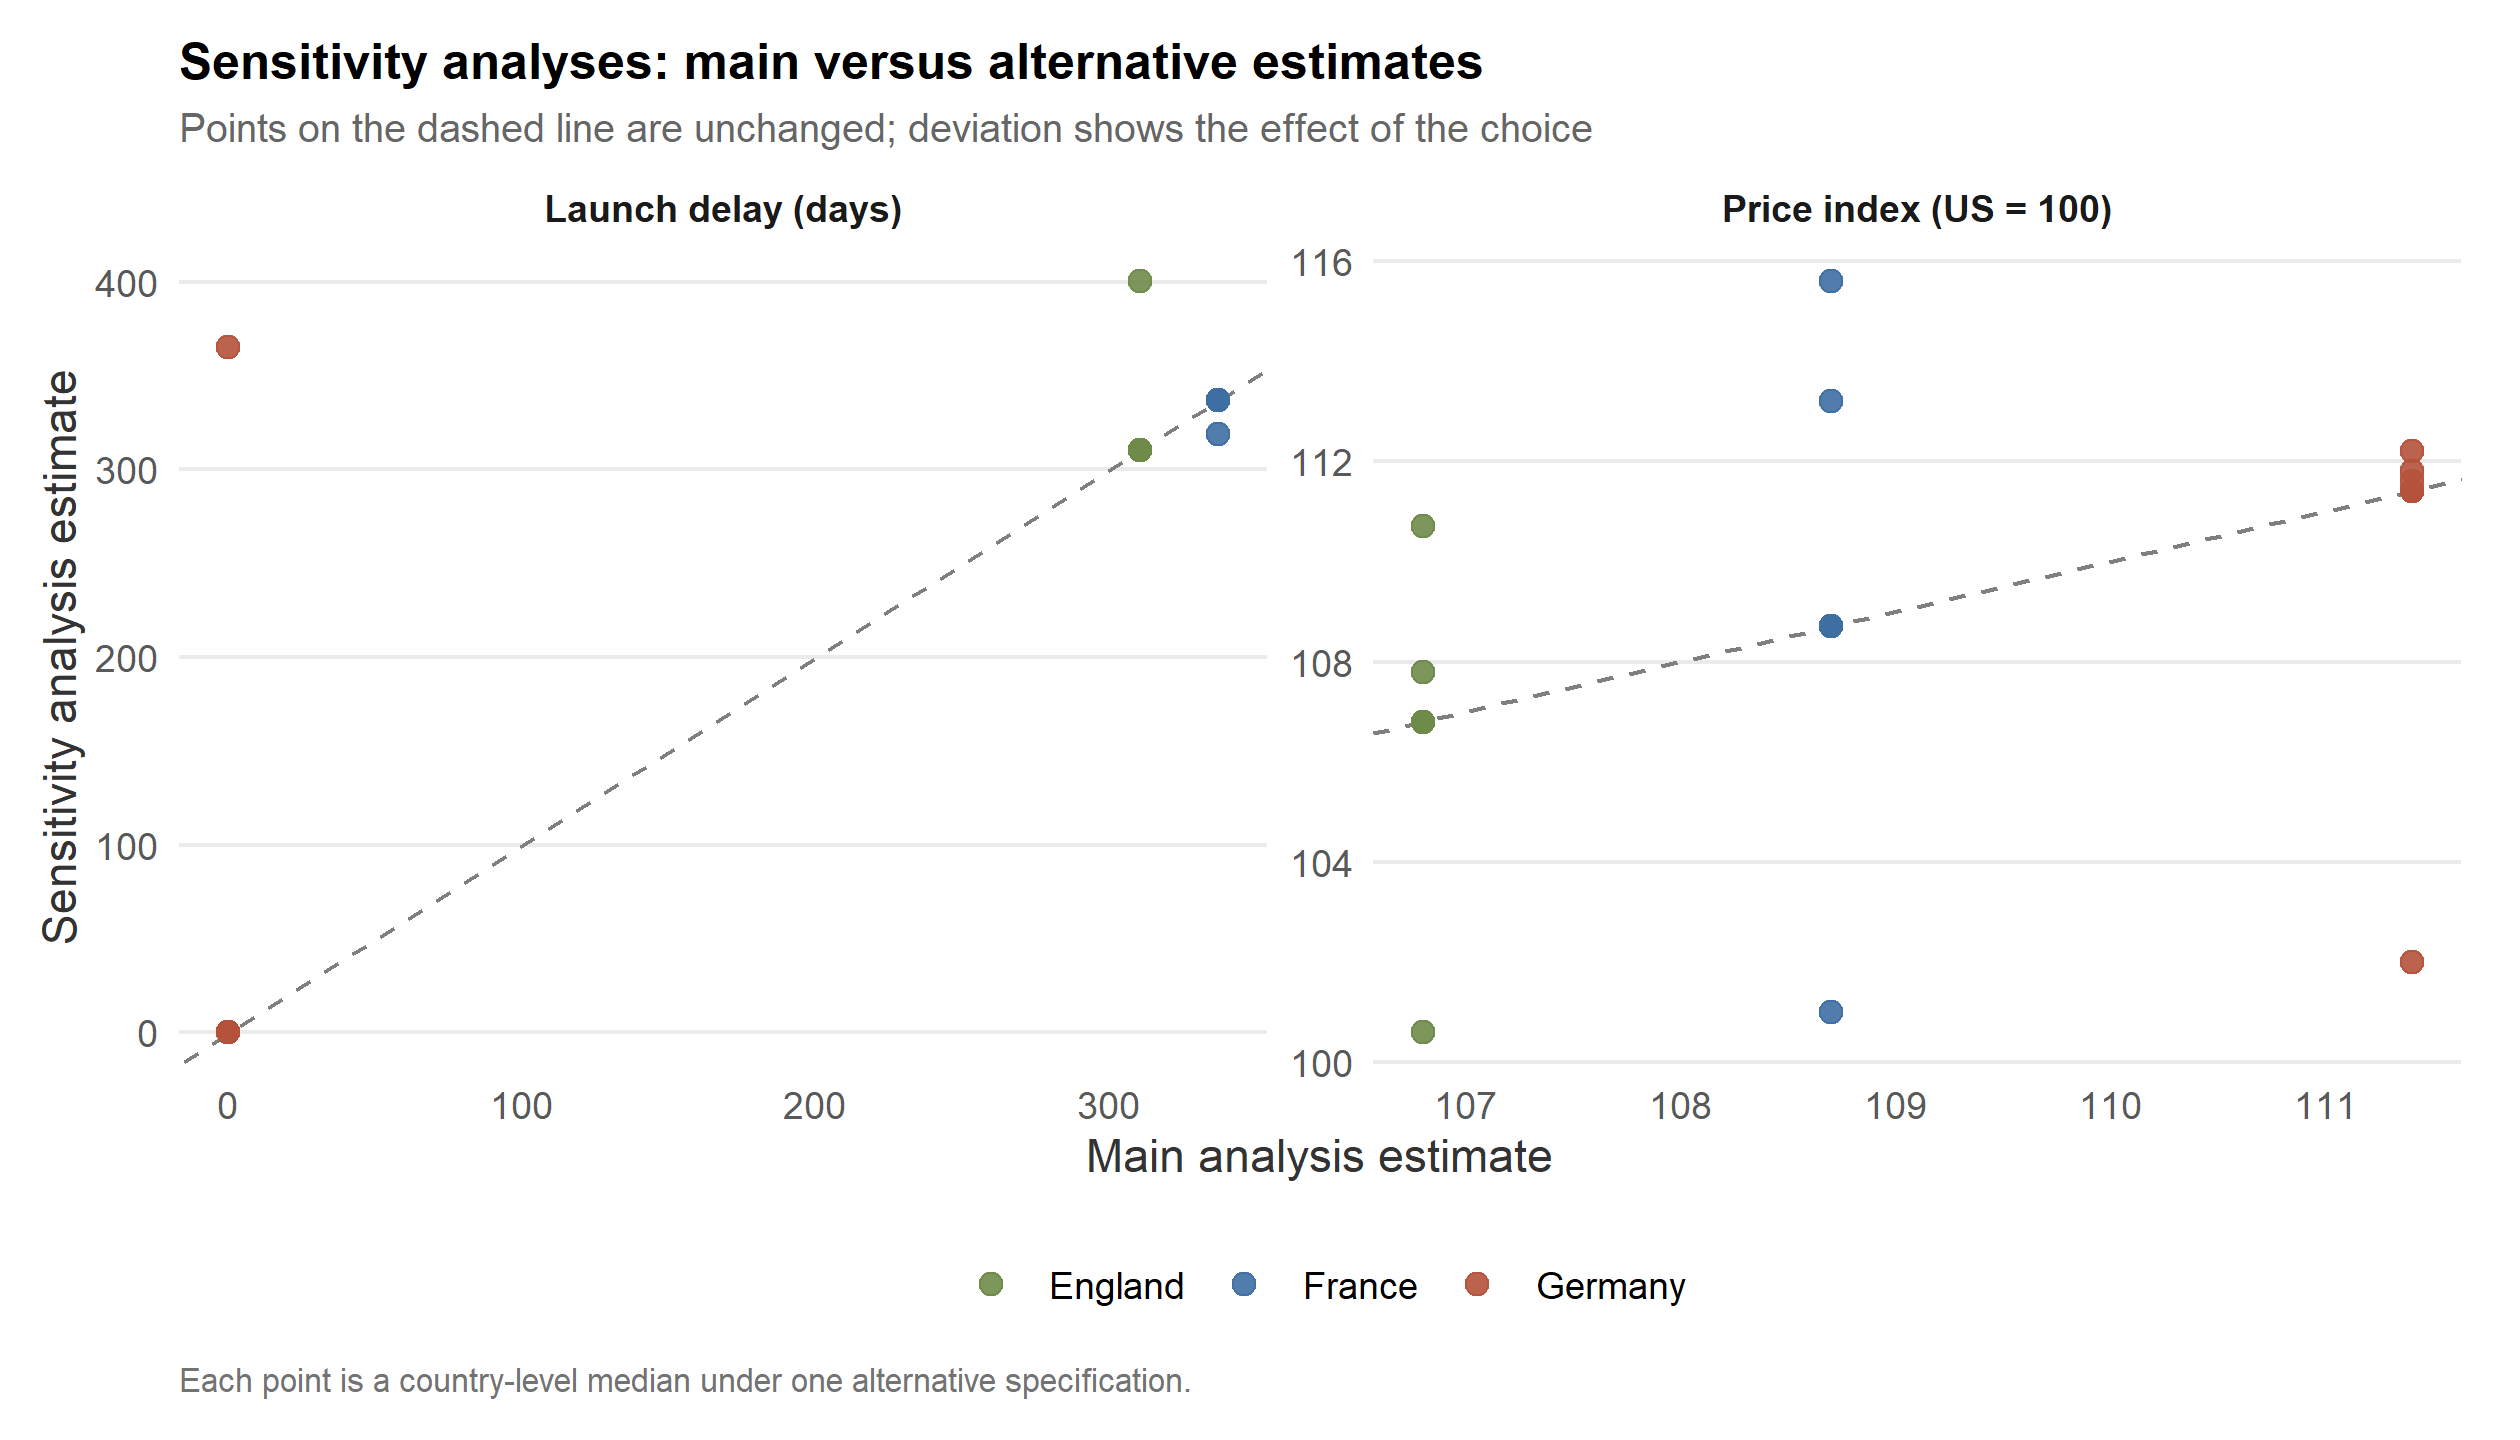 Sensitivity analyses: main versus alternative estimates
Points on the dashed line are unchanged; deviation shows the effect of the choice
Launch delay (days)
Price index (US = 100)
Sensitivity analysis estimate
400
300
200
100
0
116
112
108
104
100
0 100 200 300
107 108 109 110 111
Main analysis estimate
England France Germany
Each point is a country-level median under one alternative specification.